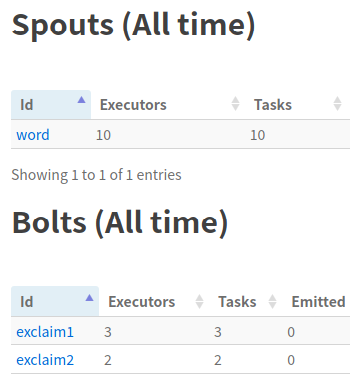 Spouts (All time)
Id Executors Tasks
word 10 10
Showing 1 to 1 of 1 entries
Bolts (All time)
Id Executors Tasks Emitted
exclaim1 3 3 0
exclaim2 2 2 0